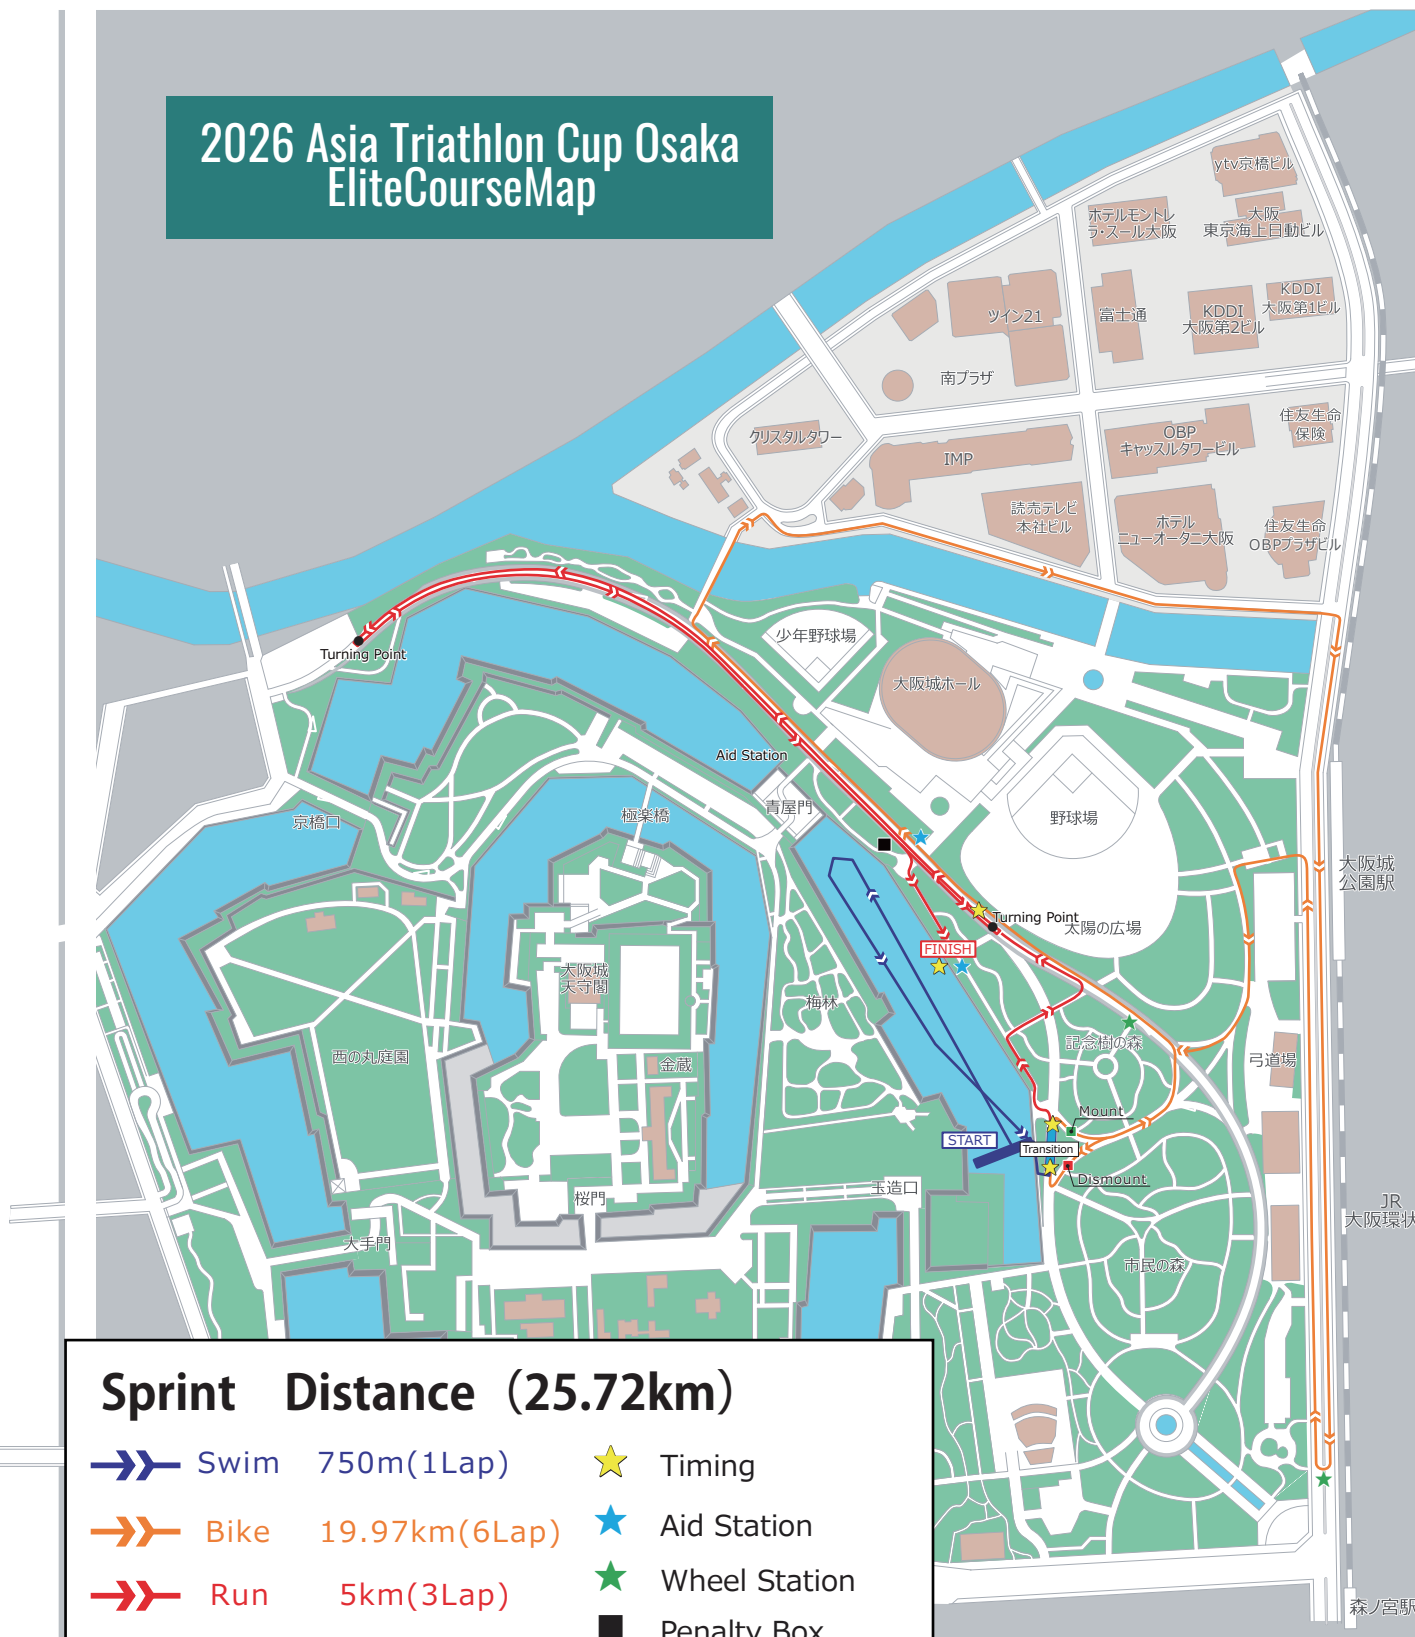 2026 Asia Triathlon Cup Osaka
EliteCourseMap
ytv京橋ビル
ホテルモントレ
ラ・スール大阪
大阪
東京海上日動ビル
ツイン21
富士通
KDDI
大阪第2ビル
KDDI
大阪第1ビル
南プラザ
クリスタルタワー
IMP
OBP
キャッスルタワービル
住友生命
保険
読売テレビ
本社ビル
ホテル
ニューオータニ大阪
住友生命
OBPプラザビル
少年野球場
Turning Point
大阪城ホール
Aid Station
青屋門
極楽橋
京橋口
野球場
大阪城
公園駅
Turning Point
太陽の広場
FINISH
大阪城
天守閣
梅林
西の丸庭園
金蔵
記念樹の森
弓道場
Mount
START
Transition
Dismount
玉造口
桜門
JR
大阪環状
大手門
市民の森
Sprint Distance（25.72km）
Swim 750m(1Lap)
Timing
Bike 19.97km(6Lap)
Aid Station
Run 5km(3Lap)
Wheel Station
Penalty Box
森ノ宮駅